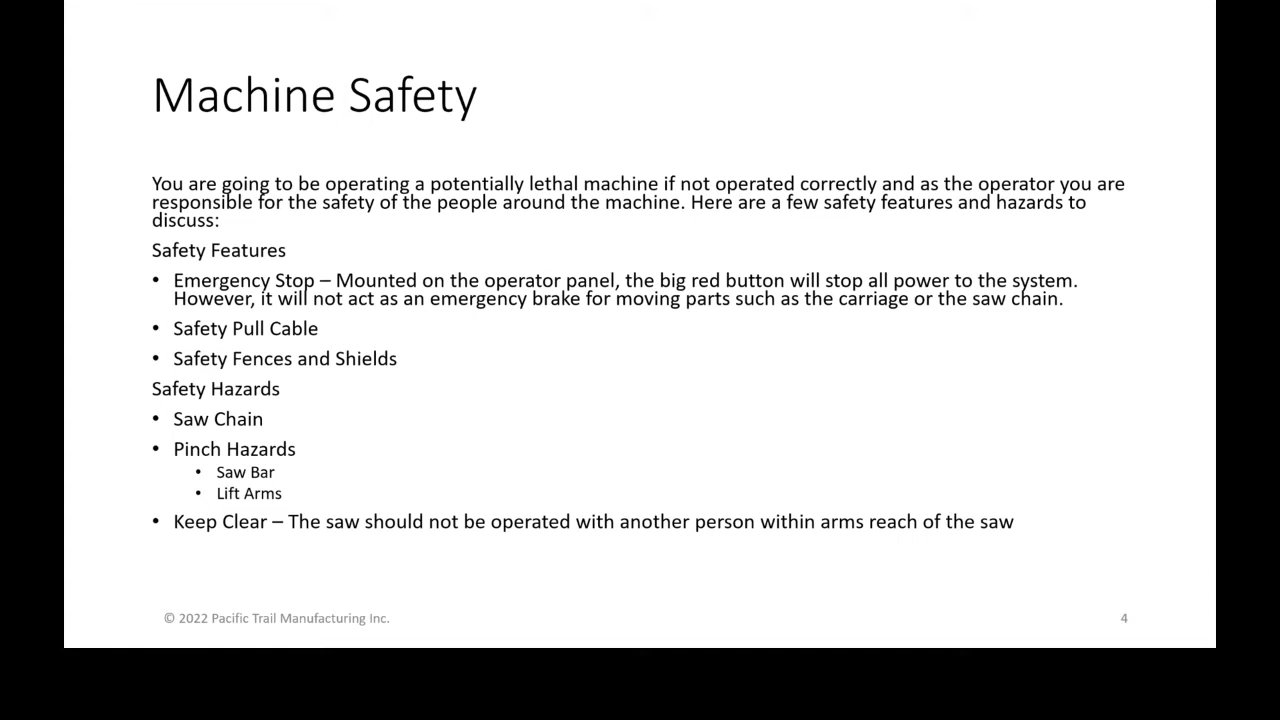 Machine Safety
You are going to be operating a potentially lethal machine if not operated correctly and as the operator you are
responsible for the safety of the people around the machine. Here are a few safety features and hazards to
discuss:
Safety Features
• Emergency Stop – Mounted on the operator panel, the big red button will stop all power to the system.
However, it will not act as an emergency brake for moving parts such as the carriage or the saw chain.
• Safety Pull Cable
• Safety Fences and Shields
Safety Hazards
• Saw Chain
• Pinch Hazards
• Saw Bar
• Lift Arms
• Keep Clear – The saw should not be operated with another person within arms reach of the saw
© 2022 Pacific Trail Manufacturing Inc.
4